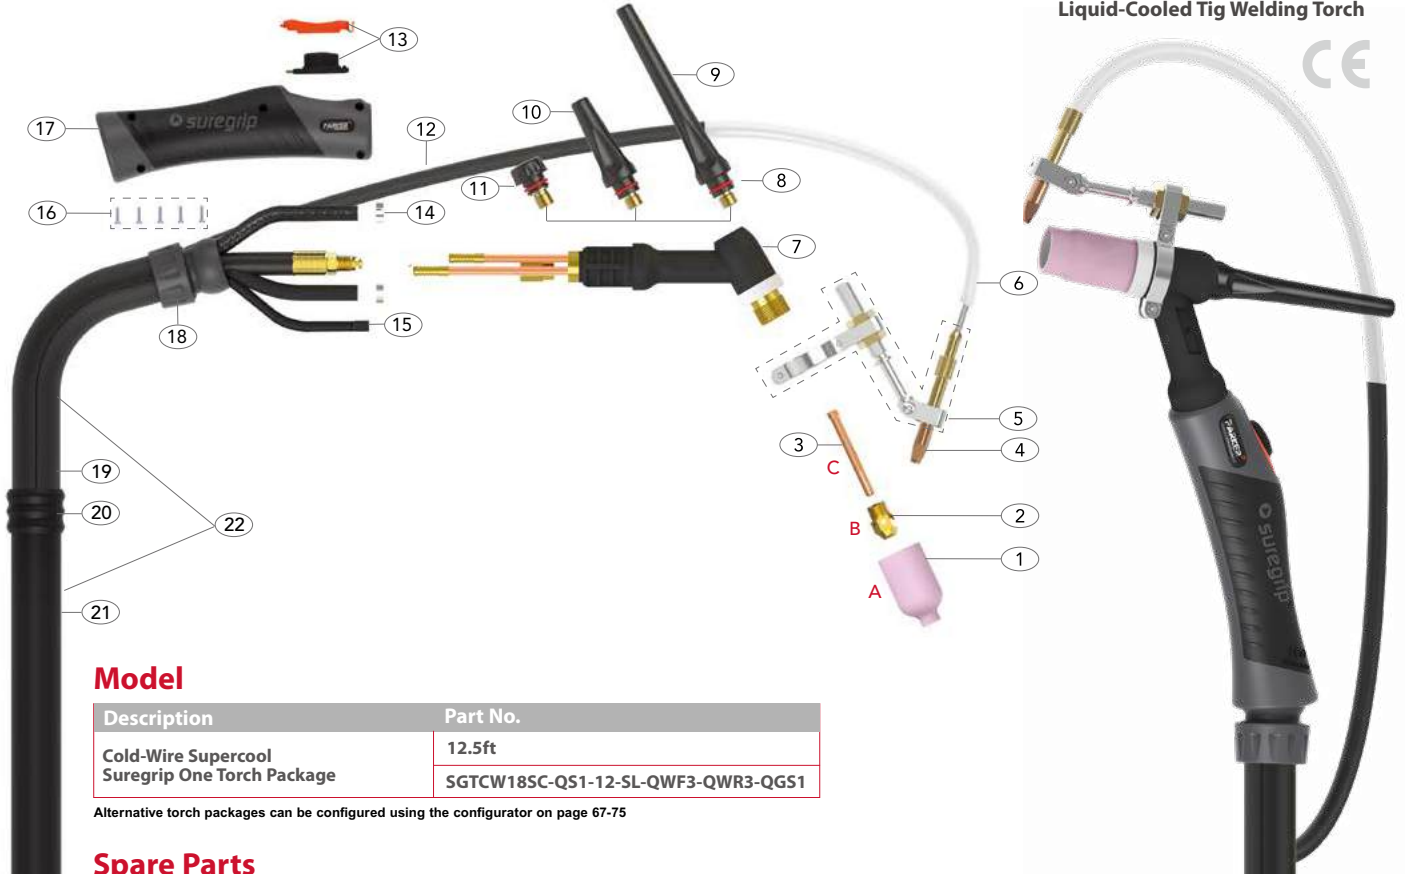 Liquid-Cooled Tig Welding Torch
CE
13
9
10
17
suregrip
PARKER
12
11
8
16
14
7
6
15
18
5
3
C
4
19
20
22
B
2
1
A
21
PARKER
suregrip
Model
Description Part No.
Cold-Wire Supercool
Suregrip One Torch Package
12.5ft
SGTCW18SC-QS1-12-SL-QWF3-QWR3-QGS1
Alternative torch packages can be configured using the configurator on page 67-75
Spare Parts